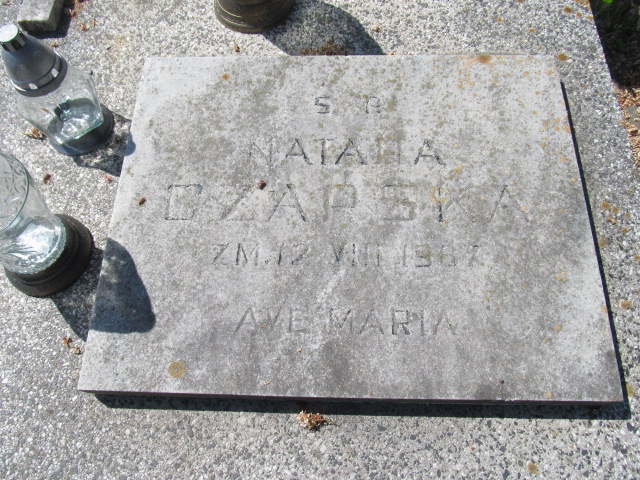 Ś P
NATALIA
CZAPSKA
ZM. 12 VIII 1967
AVE MARIA